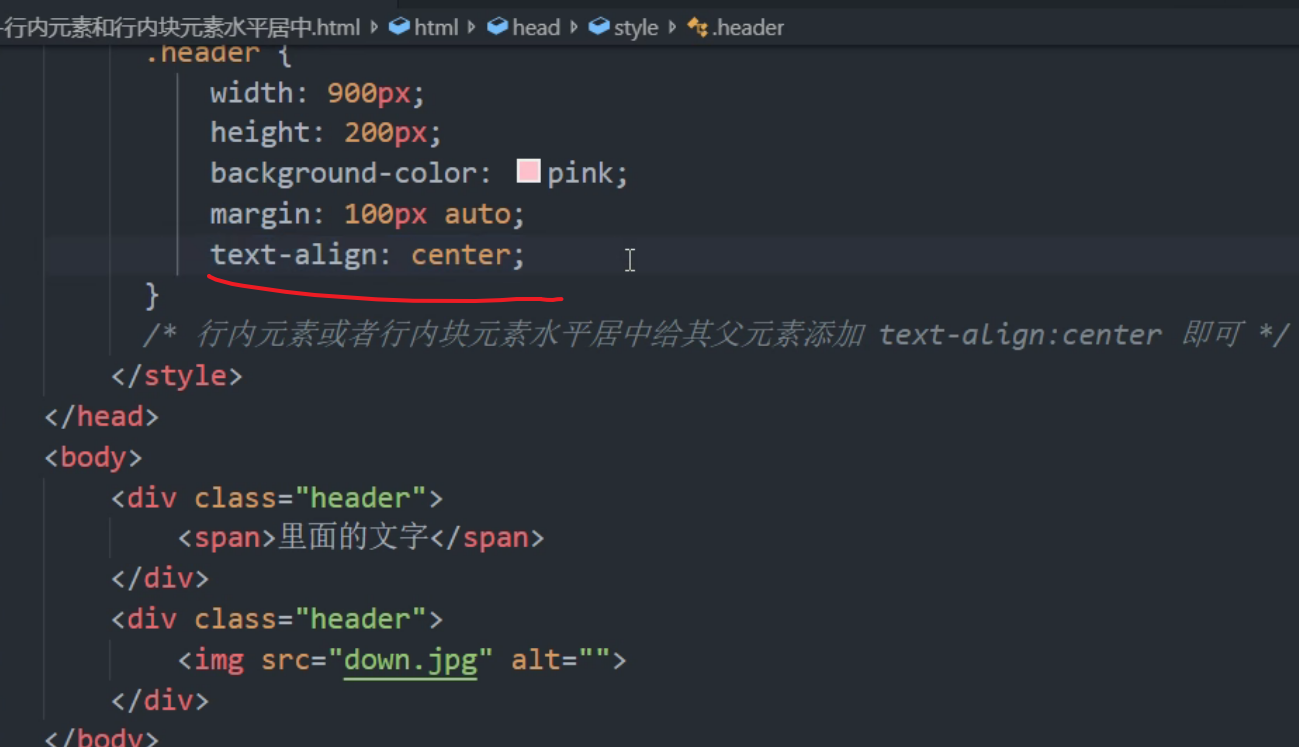 行内元素和行内块元素水平居中.html html head style .header
.header {
width: 900px;
height: 200px;
background-color: pink;
margin: 100px auto;
text-align: center;
}
/* 行内元素或者行内块元素水平居中给其父元素添加 text-align:center 即可 */
</style>
</head>
<body>
<div class="header">
<span>里面的文字</span>
</div>
<div class="header">
<img src="down.jpg" alt="">
</div>
</body>